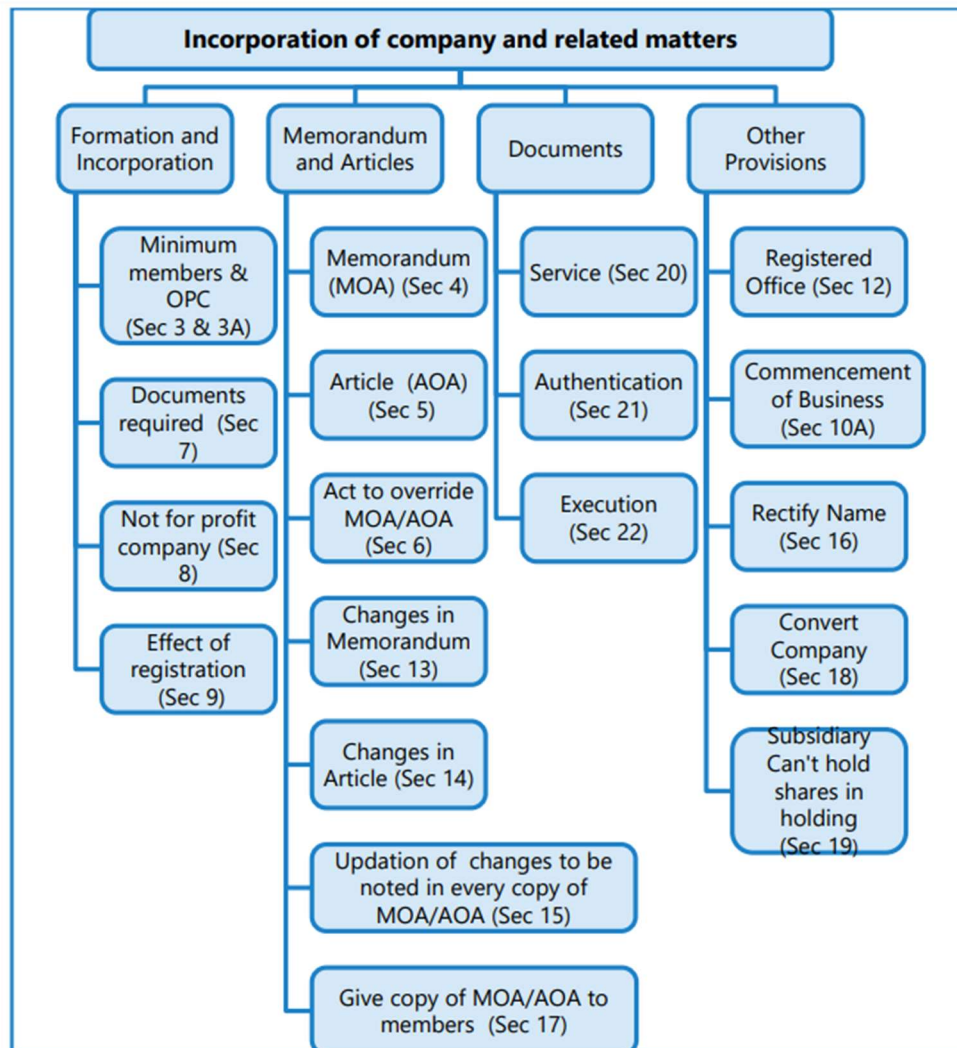 Incorporation of company and related matters
Formation and
Incorporation
Memorandum
and Articles
Documents
Other
Provisions
Minimum
members &
OPC
(Sec 3 & 3A)
Documents
required (Sec
7)
Not for profit
company (Sec
8)
Effect of
registration
(Sec 9)
Memorandum
(MOA) (Sec 4)
Article (AOA)
(Sec 5)
Act to override
MOA/AOA
(Sec 6)
Changes in
Memorandum
(Sec 13)
Changes in
Article (Sec 14)
Updation of changes to be
noted in every copy of
MOA/AOA (Sec 15)
Give copy of MOA/AOA to
members (Sec 17)
Service (Sec 20)
Authentication
(Sec 21)
Execution
(Sec 22)
Registered
Office (Sec 12)
Commencement
of Business
(Sec 10A)
Rectify Name
(Sec 16)
Convert
Company
(Sec 18)
Subsidiary
Can't hold
shares in
holding
(Sec 19)